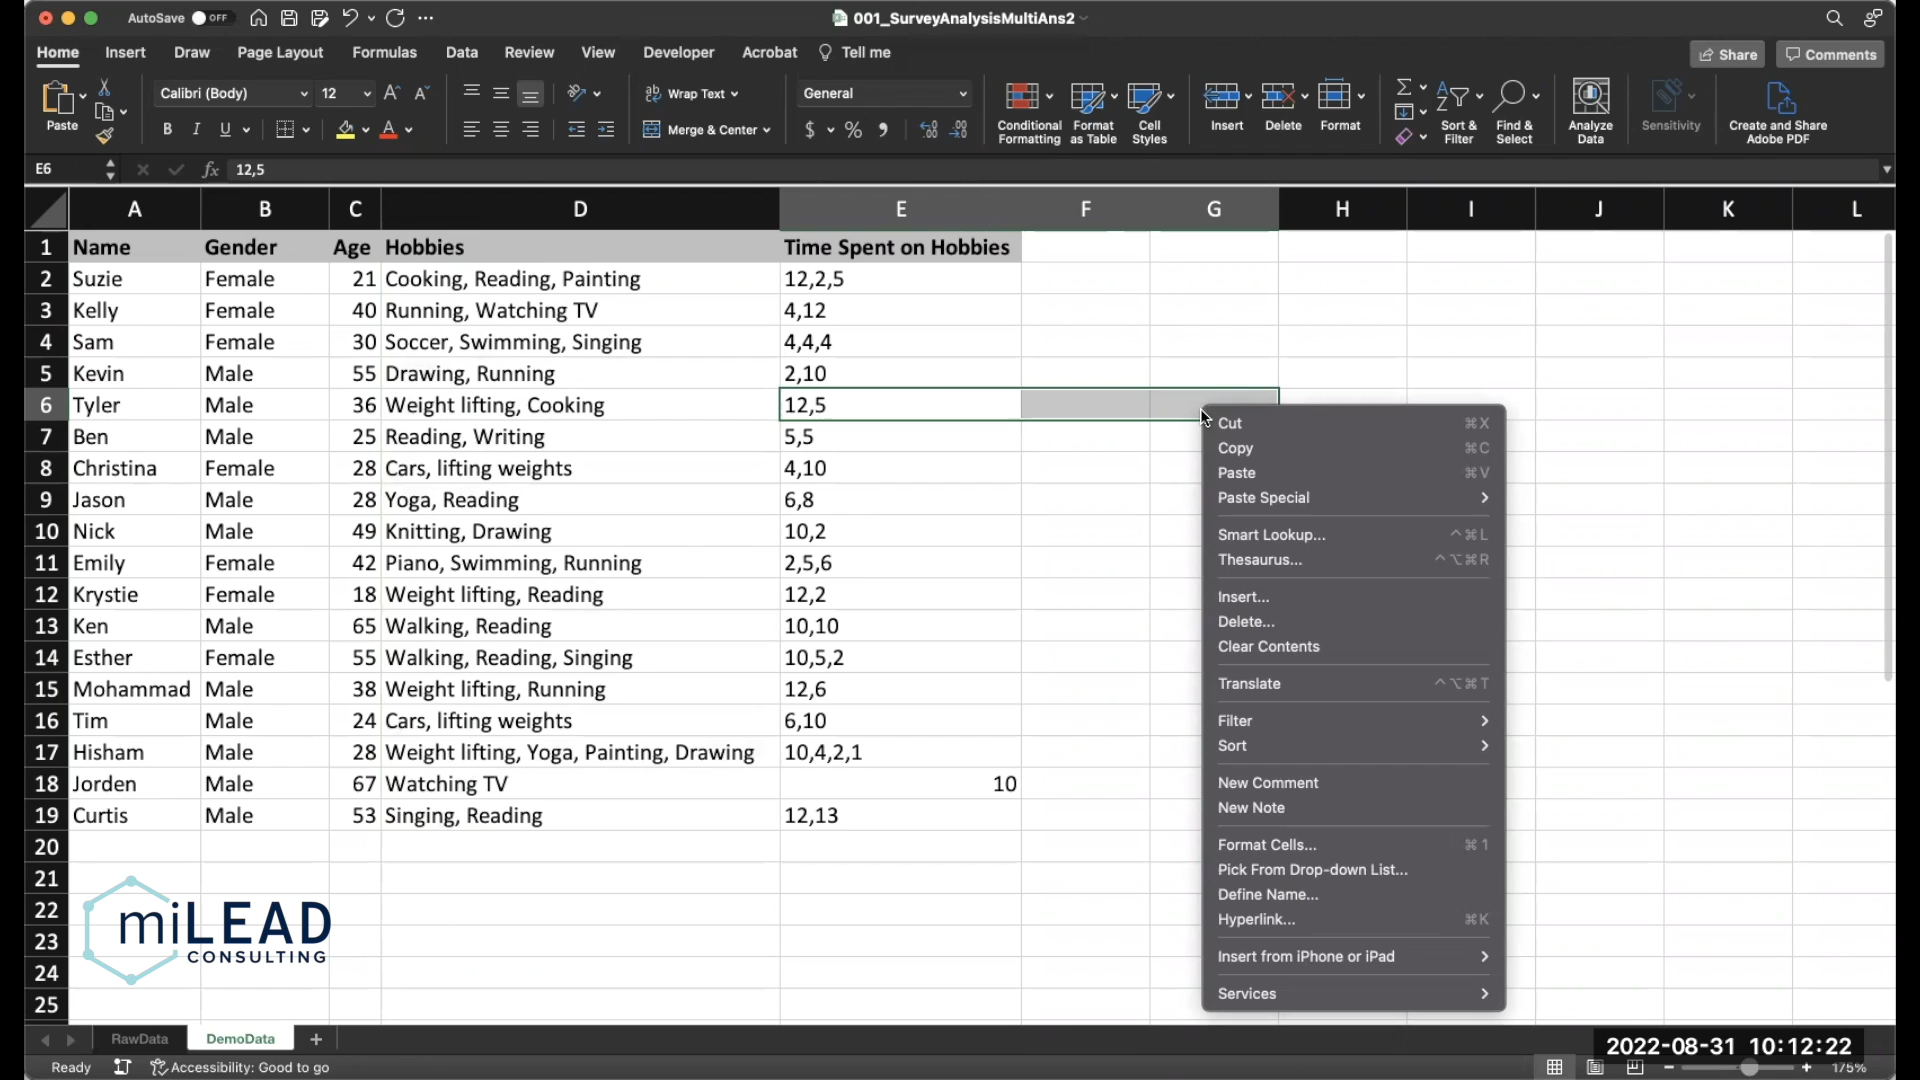 AutoSave OFF 001_SurveyAnalysisMultiAns2
Home Insert Draw Page Layout Formulas Data Review View Developer Acrobat Tell me Share Comments
Paste Calibri (Body) 12 A A Wrap Text General Conditional Formatting Format as Table Cell Styles Insert Delete Format Sort & Filter Find & Select Analyze Data Sensitivity Create and Share Adobe PDF
B I U A Merge & Center $ %
E6 fx 12,5
A B C D E F G H I J K L
1 Name Gender Age Hobbies Time Spent on Hobbies
2 Suzie Female 21 Cooking, Reading, Painting 12,2,5
3 Kelly Female 40 Running, Watching TV 4,12
4 Sam Female 30 Soccer, Swimming, Singing 4,4,4
5 Kevin Male 55 Drawing, Running 2,10
6 Tyler Male 36 Weight lifting, Cooking 12,5
7 Ben Male 25 Reading, Writing 5,5
8 Christina Female 28 Cars, lifting weights 4,10
9 Jason Male 28 Yoga, Reading 6,8
10 Nick Male 49 Knitting, Drawing 10,2
11 Emily Female 42 Piano, Swimming, Running 2,5,6
12 Krystie Female 18 Weight lifting, Reading 12,2
13 Ken Male 65 Walking, Reading 10,10
14 Esther Female 55 Walking, Reading, Singing 10,5,2
15 Mohammad Male 38 Weight lifting, Running 12,6
16 Tim Male 24 Cars, lifting weights 6,10
17 Hisham Male 28 Weight lifting, Yoga, Painting, Drawing 10,4,2,1
18 Jorden Male 67 Watching TV 10
19 Curtis Male 53 Singing, Reading 12,13
20
21
22
23
24
25
Cut ⌘X
Copy ⌘C
Paste ⌘V
Paste Special
Smart Lookup... ^⌘L
Thesaurus... ^⌥⌘R
Insert...
Delete...
Clear Contents
Translate ^⌥⌘T
Filter
Sort
New Comment
New Note
Format Cells... ⌘1
Pick From Drop-down List...
Define Name...
Hyperlink... ⌘K
Insert from iPhone or iPad
Services
miLEAD
CONSULTING
RawData DemoData +
2022-08-31 10:12:22
Ready Accessibility: Good to go 175%